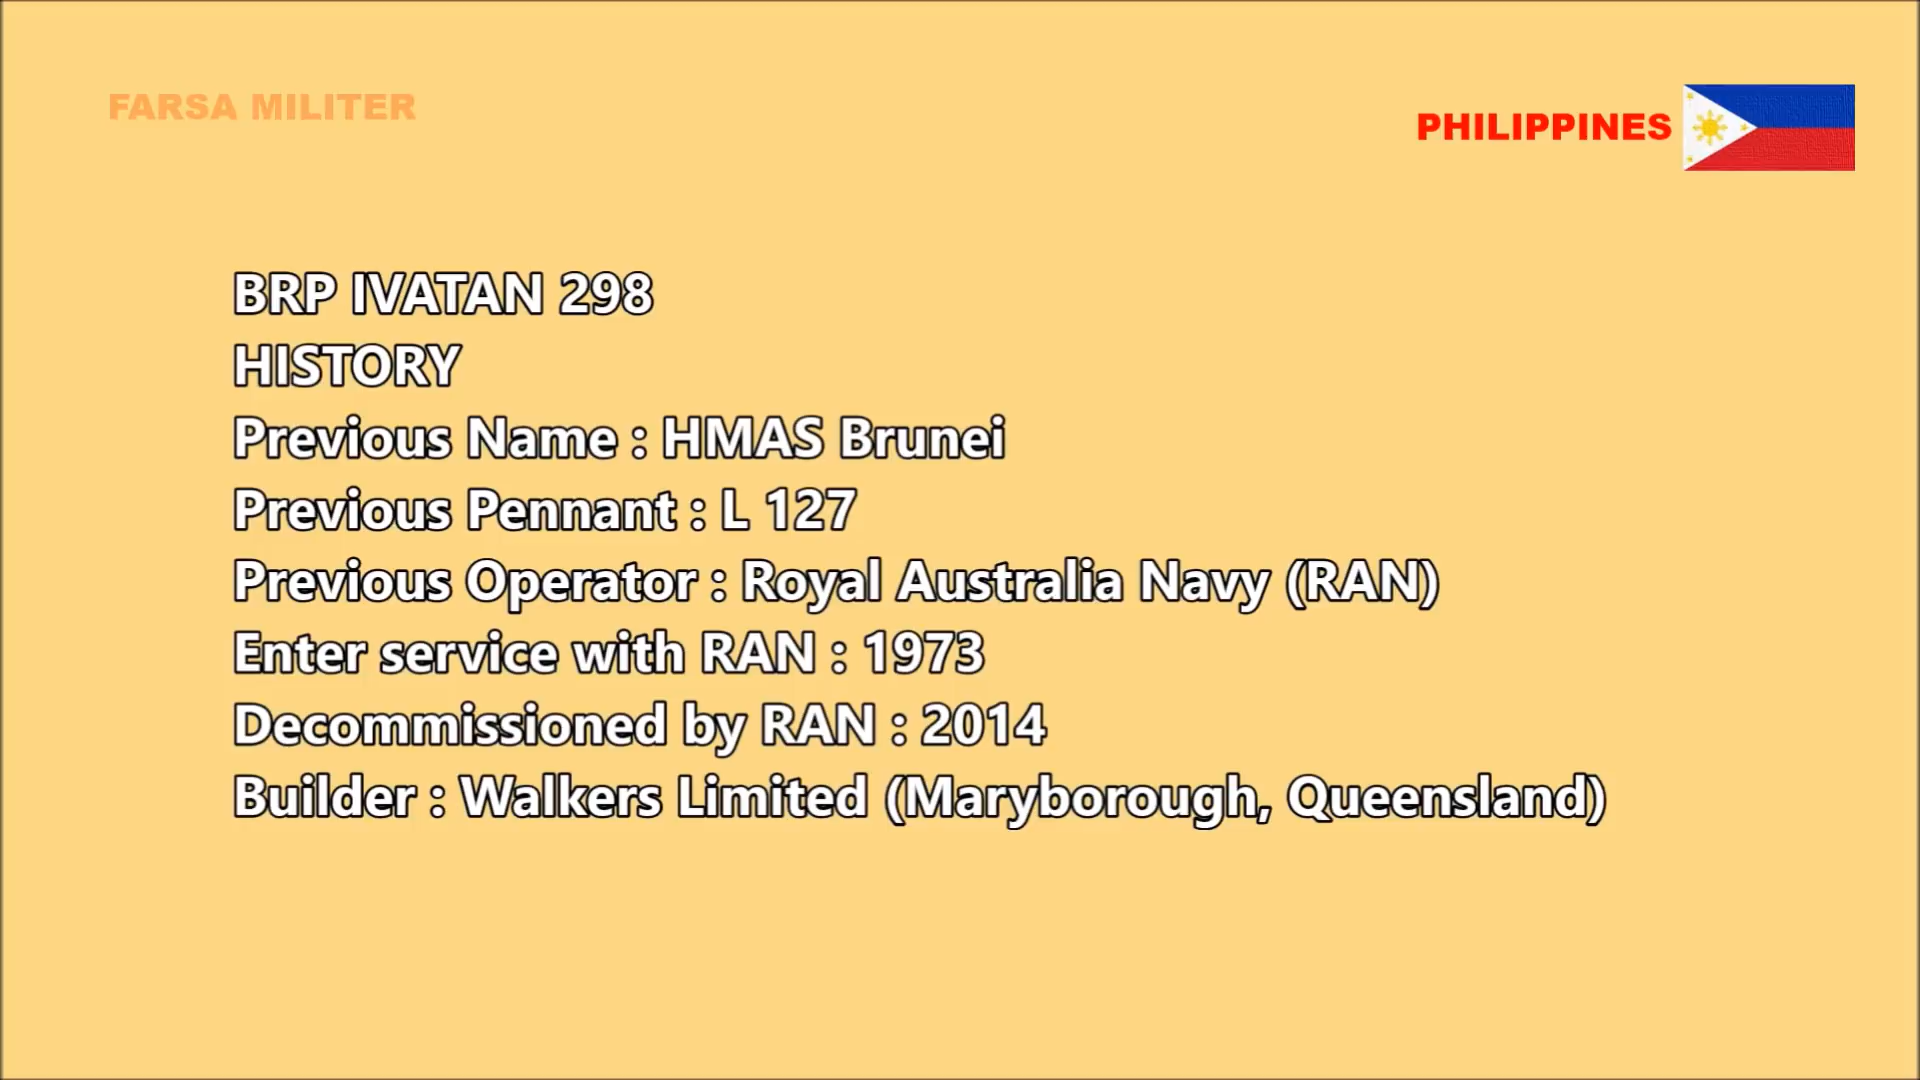 FARSA MILITER
PHILIPPINES
BRP IVATAN 298
HISTORY
Previous Name : HMAS Brunei
Previous Pennant : L 127
Previous Operator : Royal Australia Navy (RAN)
Enter service with RAN : 1973
Decommissioned by RAN : 2014
Builder : Walkers Limited (Maryborough, Queensland)